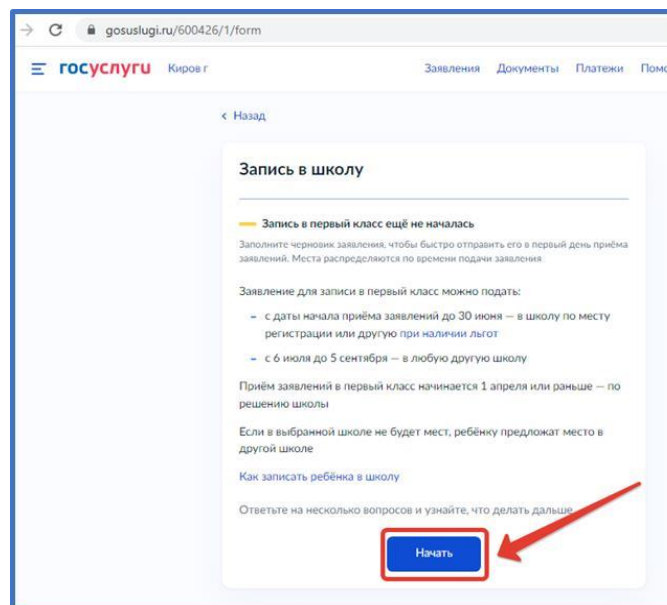 gosuslugi.ru/600426/1/form
госуслуги Киров г Заявления Документы Платежи
Назад
Запись в школу
Запись в первый класс ещё не началась
Заполните черновик заявления, чтобы быстро отправить его в первый день приёма
заявлений. Места распределяются по времени подачи заявления
Заявление для записи в первый класс можно подать:
– с даты начала приёма заявлений до 30 июня — в школу по месту
регистрации или другую при наличии льгот
– с 6 июля до 5 сентября — в любую другую школу
Приём заявлений в первый класс начинается 1 апреля или раньше — по
решению школы
Если в выбранной школе не будет мест, ребёнку предложат место в
другой школе
Как записать ребёнка в школу
Ответьте на несколько вопросов и узнайте, что делать дальше
Начать